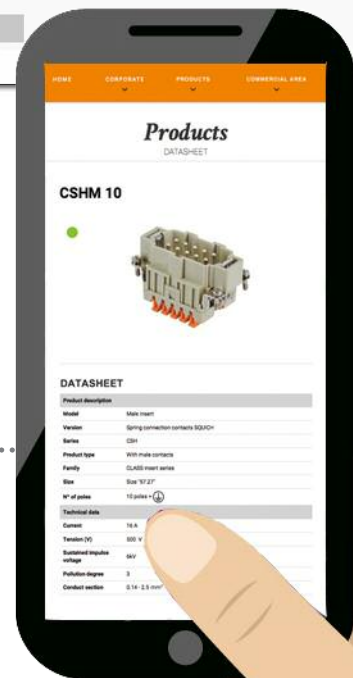 HOME CORPORATE PRODUCTS COMMERCIAL AREA
Products
DATASHEET
CSHM 10
DATASHEET
Product description
Model Male insert
Version Spring connection contacts SQUICH
Series CSH
Product type With male contacts
Family CLASS insert series
Size Size "57.27"
N° of poles 10 poles +
Technical data
Current 16 A
Tension (V) 500 V
Sustained impulse
voltage 6kV
Pollution degree 3
Conduct section 0.14- 2.5 mm²